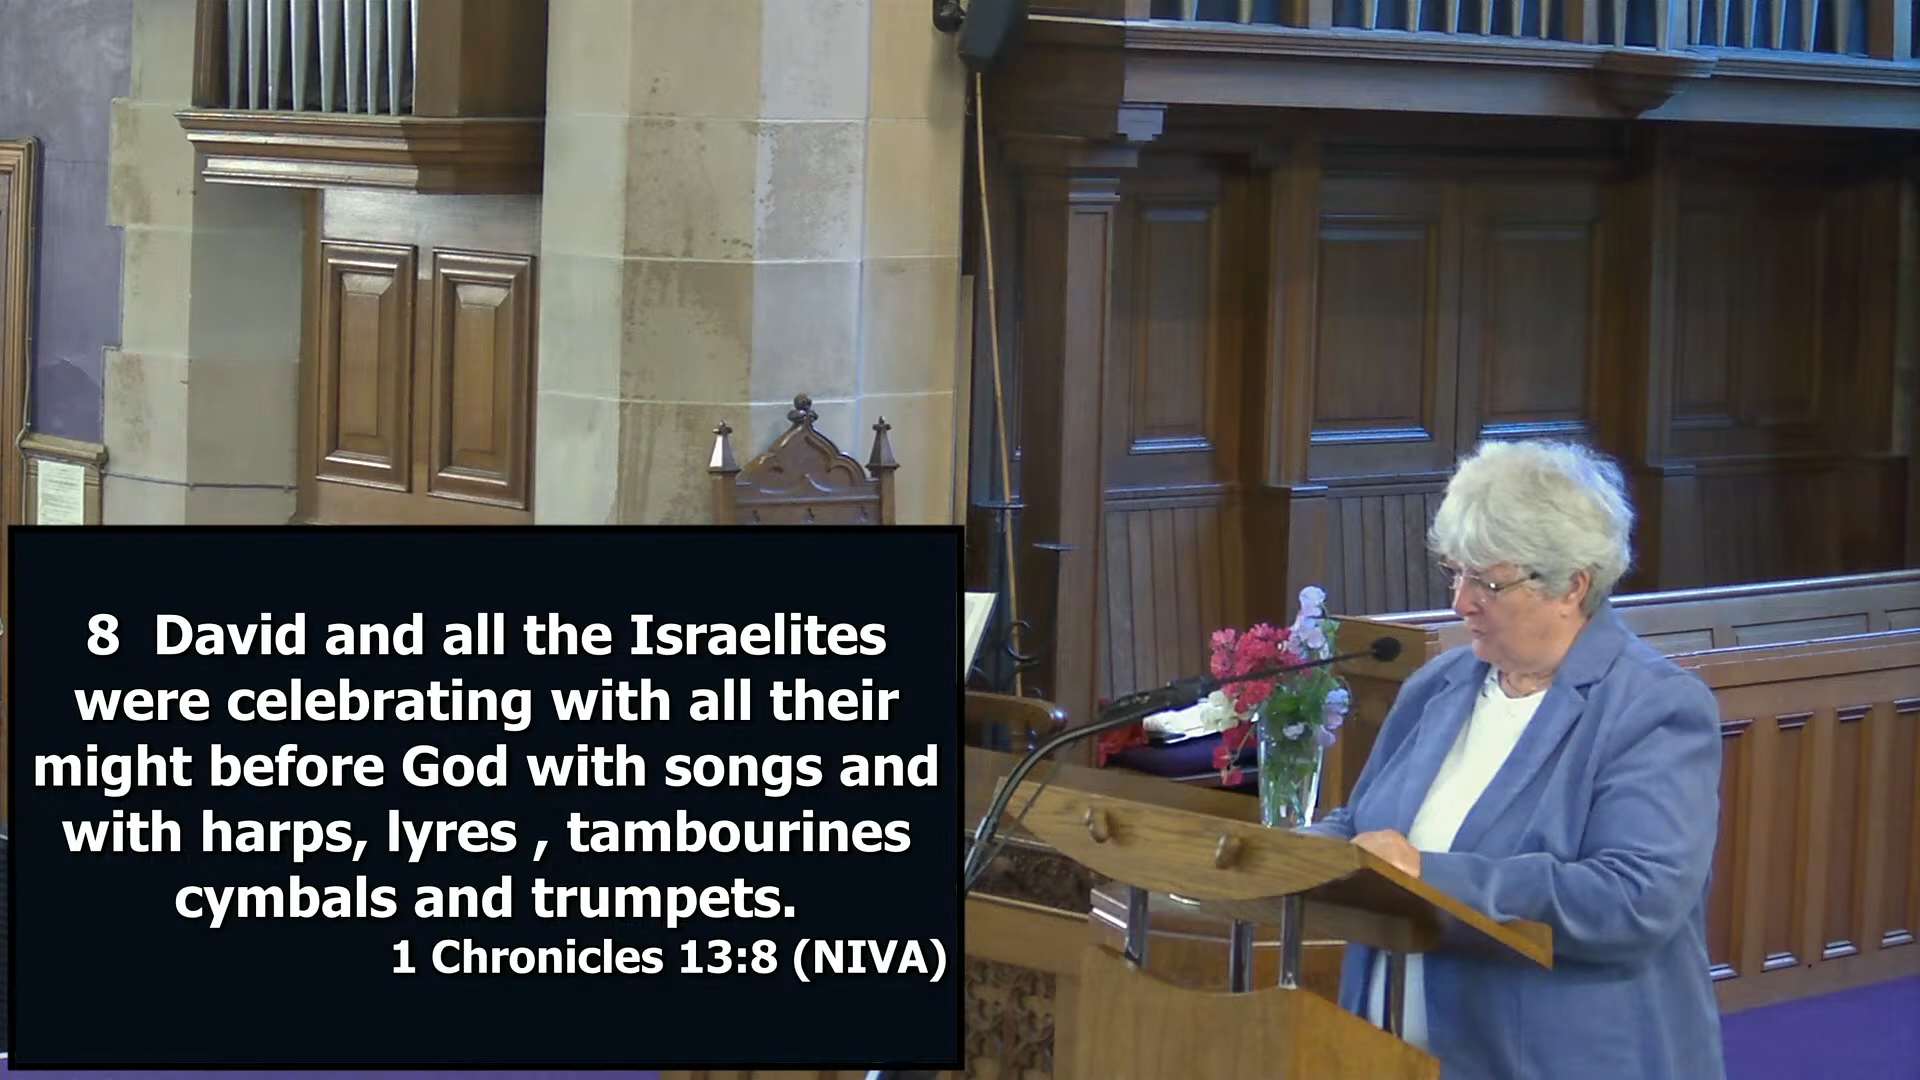 8  David and all the Israelites
were celebrating with all their
might before God with songs and
with harps, lyres , tambourines
cymbals and trumpets.
1 Chronicles 13:8 (NIVA)